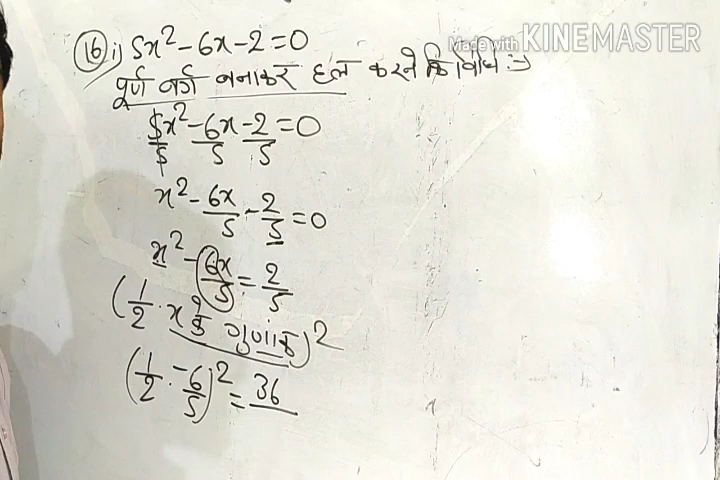 Made with KINEMASTER
(16) i) 5x² - 6x - 2 = 0
पूर्ण वर्ग बनाकर हल करने कि विधि :→
5x²/5 - 6x/5 - 2/5 = 0
x² - 6x/5 - 2/5 = 0
x² - 6x/5 = 2/5
(1/2 · x के गुणांक)²
(1/2 · -6/5)² = 36